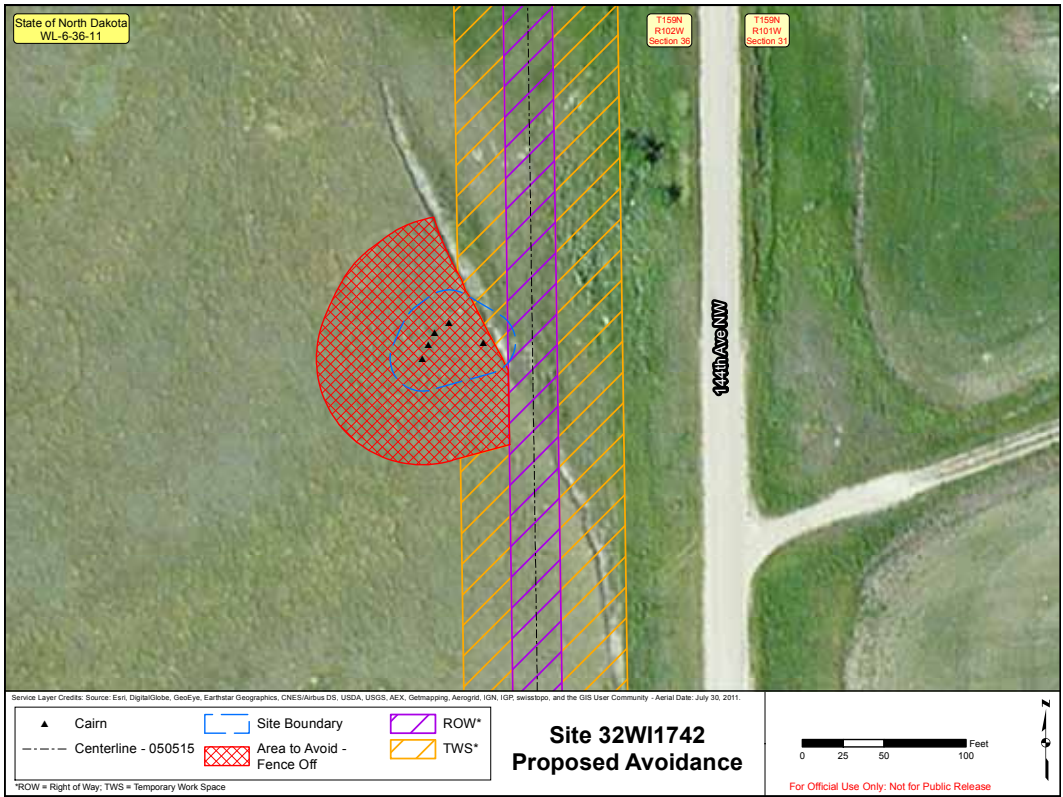 State of North Dakota
WL-6-36-11
T159N
R102W
Section 36
T159N
R101W
Section 31
144th Ave NW
Service Layer Credits: Source: Esri, DigitalGlobe, GeoEye, Earthstar Geographics, CNES/Airbus DS, USDA, USGS, AEX, Getmapping, Aerogrid, IGN, IGP, swisstopo, and the GIS User Community - Aerial Date: July 30, 2011.
Cairn
Centerline - 050515
Site Boundary
Area to Avoid -
Fence Off
ROW*
TWS*
*ROW = Right of Way; TWS = Temporary Work Space
Site 32WI1742
Proposed Avoidance
Feet
0 25 50 100
For Official Use Only: Not for Public Release
N